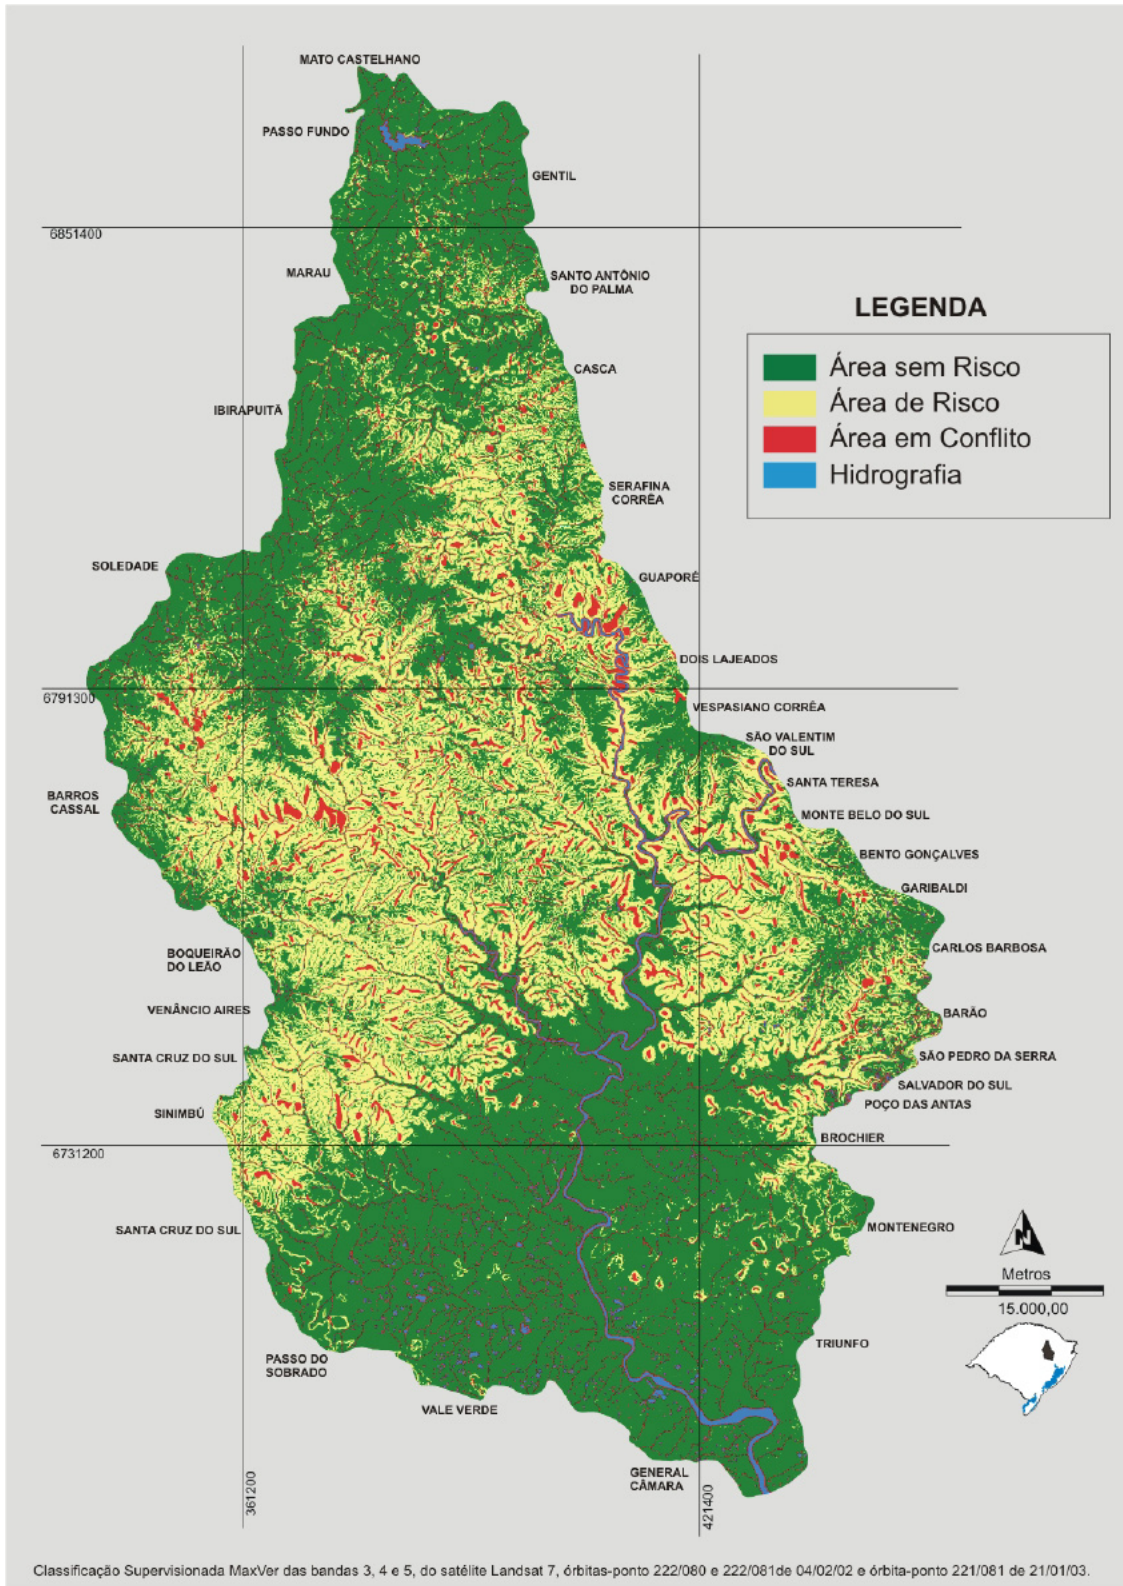 MATO CASTELHANO
PASSO FUNDO
GENTIL
6851400
MARAU
SANTO ANTÔNIO
DO PALMA
LEGENDA
Área sem Risco
Área de Risco
Área em Conflito
Hidrografia
CASCA
IBIRAPUITÃ
SERAFINA
CORRÊA
SOLEDADE
GUAPORÉ
DOIS LAJEADOS
6791300
VESPASIANO CORRÊA
SÃO VALENTIM
DO SUL
SANTA TERESA
BARROS
CASSAL
MONTE BELO DO SUL
BENTO GONÇALVES
GARIBALDI
CARLOS BARBOSA
BOQUEIRÃO
DO LEÃO
VENÂNCIO AIRES
BARÃO
SANTA CRUZ DO SUL
SÃO PEDRO DA SERRA
SALVADOR DO SUL
POÇO DAS ANTAS
SINIMBÚ
BROCHIER
6731200
SANTA CRUZ DO SUL
MONTENEGRO
N
Metros
15.000,00
TRIUNFO
PASSO DO
SOBRADO
VALE VERDE
GENERAL
CÂMARA
361200
421400
Classificação Supervisionada MaxVer das bandas 3, 4 e 5, do satélite Landsat 7, órbitas-ponto 222/080 e 222/081de 04/02/02 e órbita-ponto 221/081 de 21/01/03.